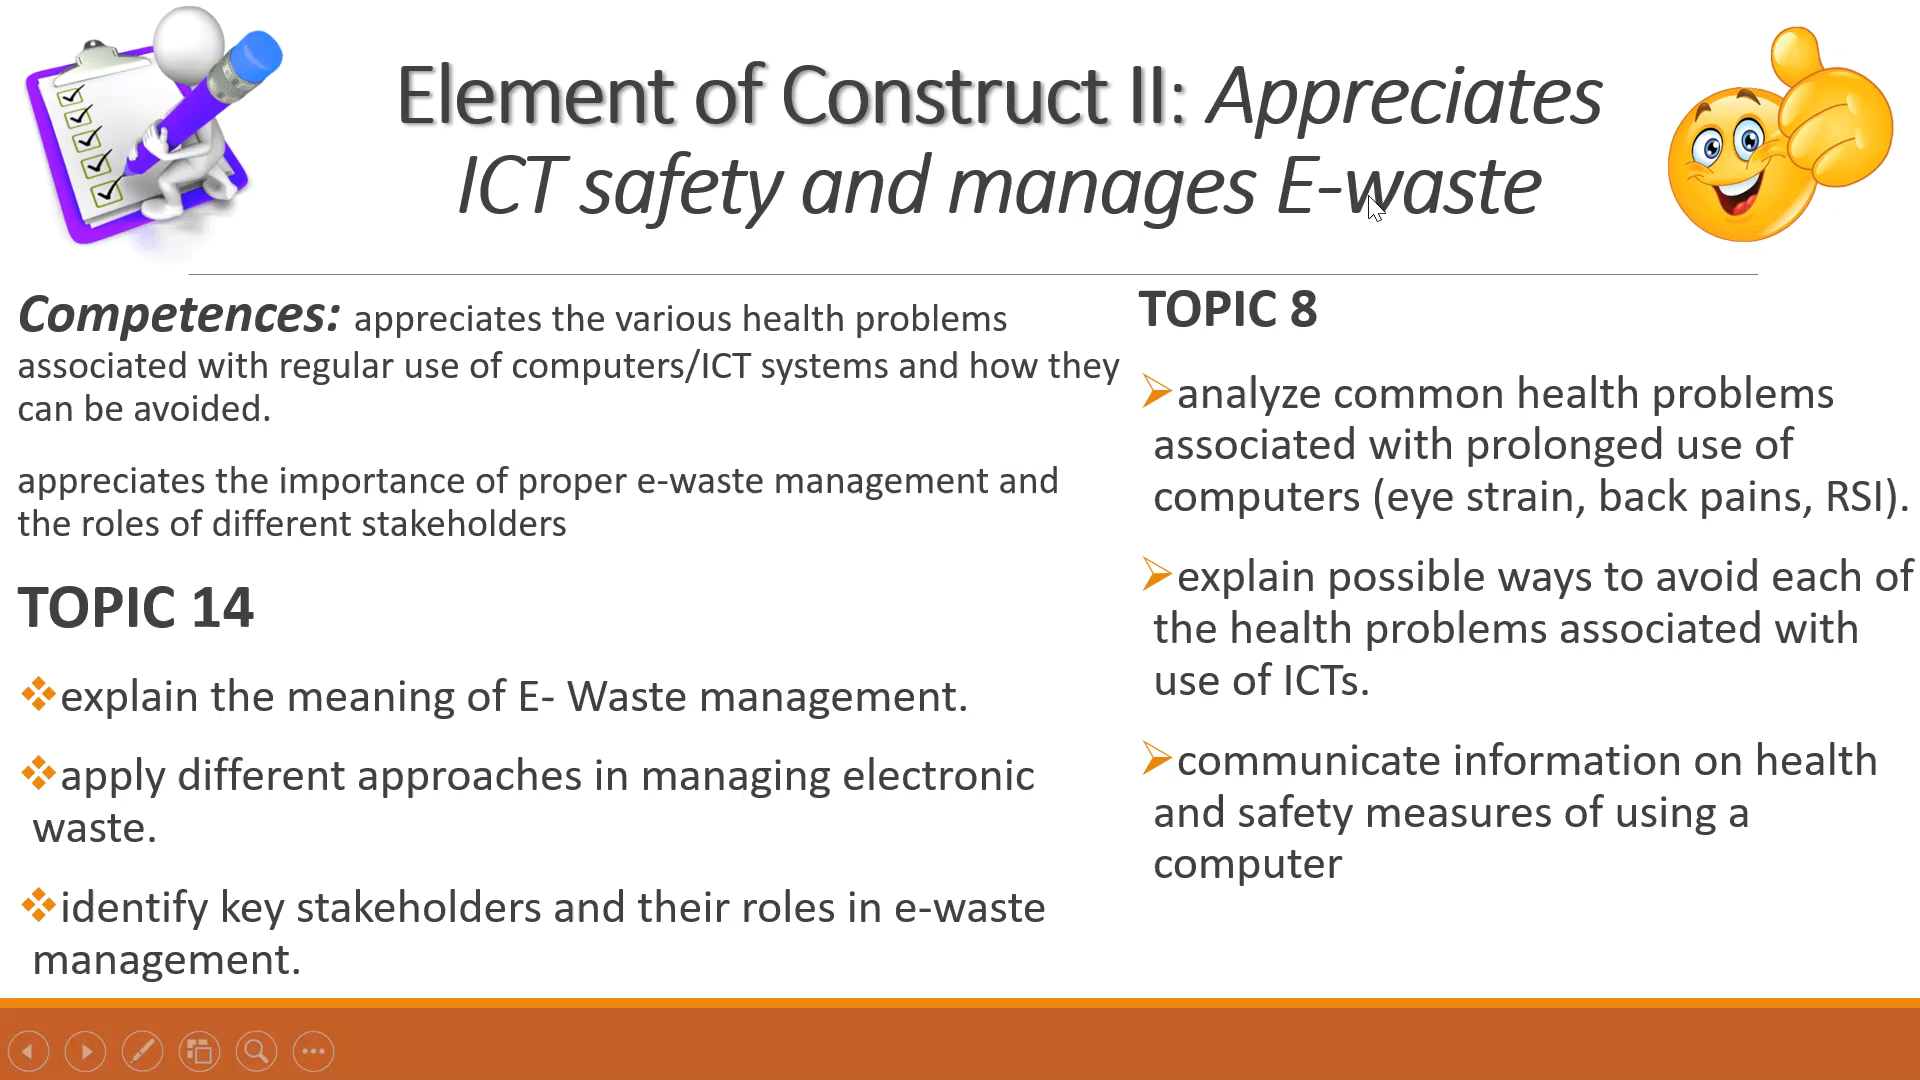 Element of Construct II: Appreciates
ICT safety and manages E-waste
Competences: appreciates the various health problems
associated with regular use of computers/ICT systems and how they
can be avoided.
appreciates the importance of proper e-waste management and
the roles of different stakeholders
TOPIC 14
explain the meaning of E- Waste management.
apply different approaches in managing electronic
waste.
identify key stakeholders and their roles in e-waste
management.
TOPIC 8
analyze common health problems
associated with prolonged use of
computers (eye strain, back pains, RSI).
explain possible ways to avoid each of
the health problems associated with
use of ICTs.
communicate information on health
and safety measures of using a
computer